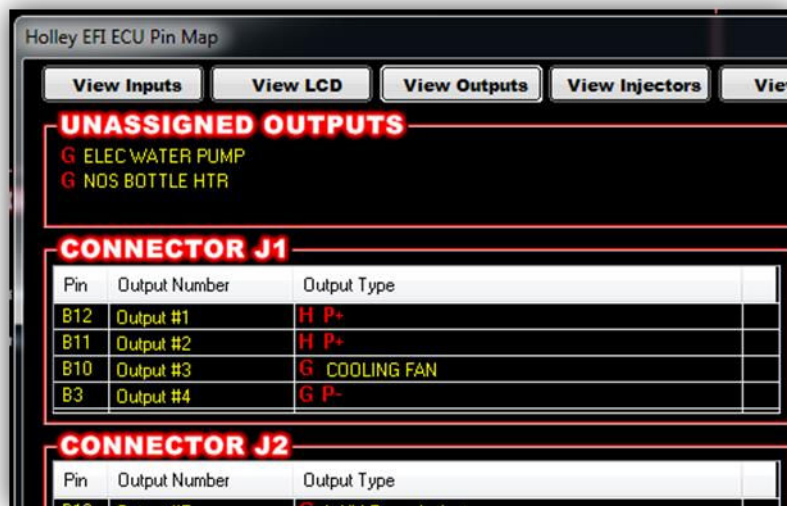 Holley EFI ECU Pin Map
View Inputs View LCD View Outputs View Injectors
UNASSIGNED OUTPUTS
G ELEC WATER PUMP
G NOS BOTTLE HTR
CONNECTOR J1
Pin Output Number Output Type
B12 Output #1 H P+
B11 Output #2 H P+
B10 Output #3 G COOLING FAN
B3 Output #4 G P-
CONNECTOR J2
Pin Output Number Output Type